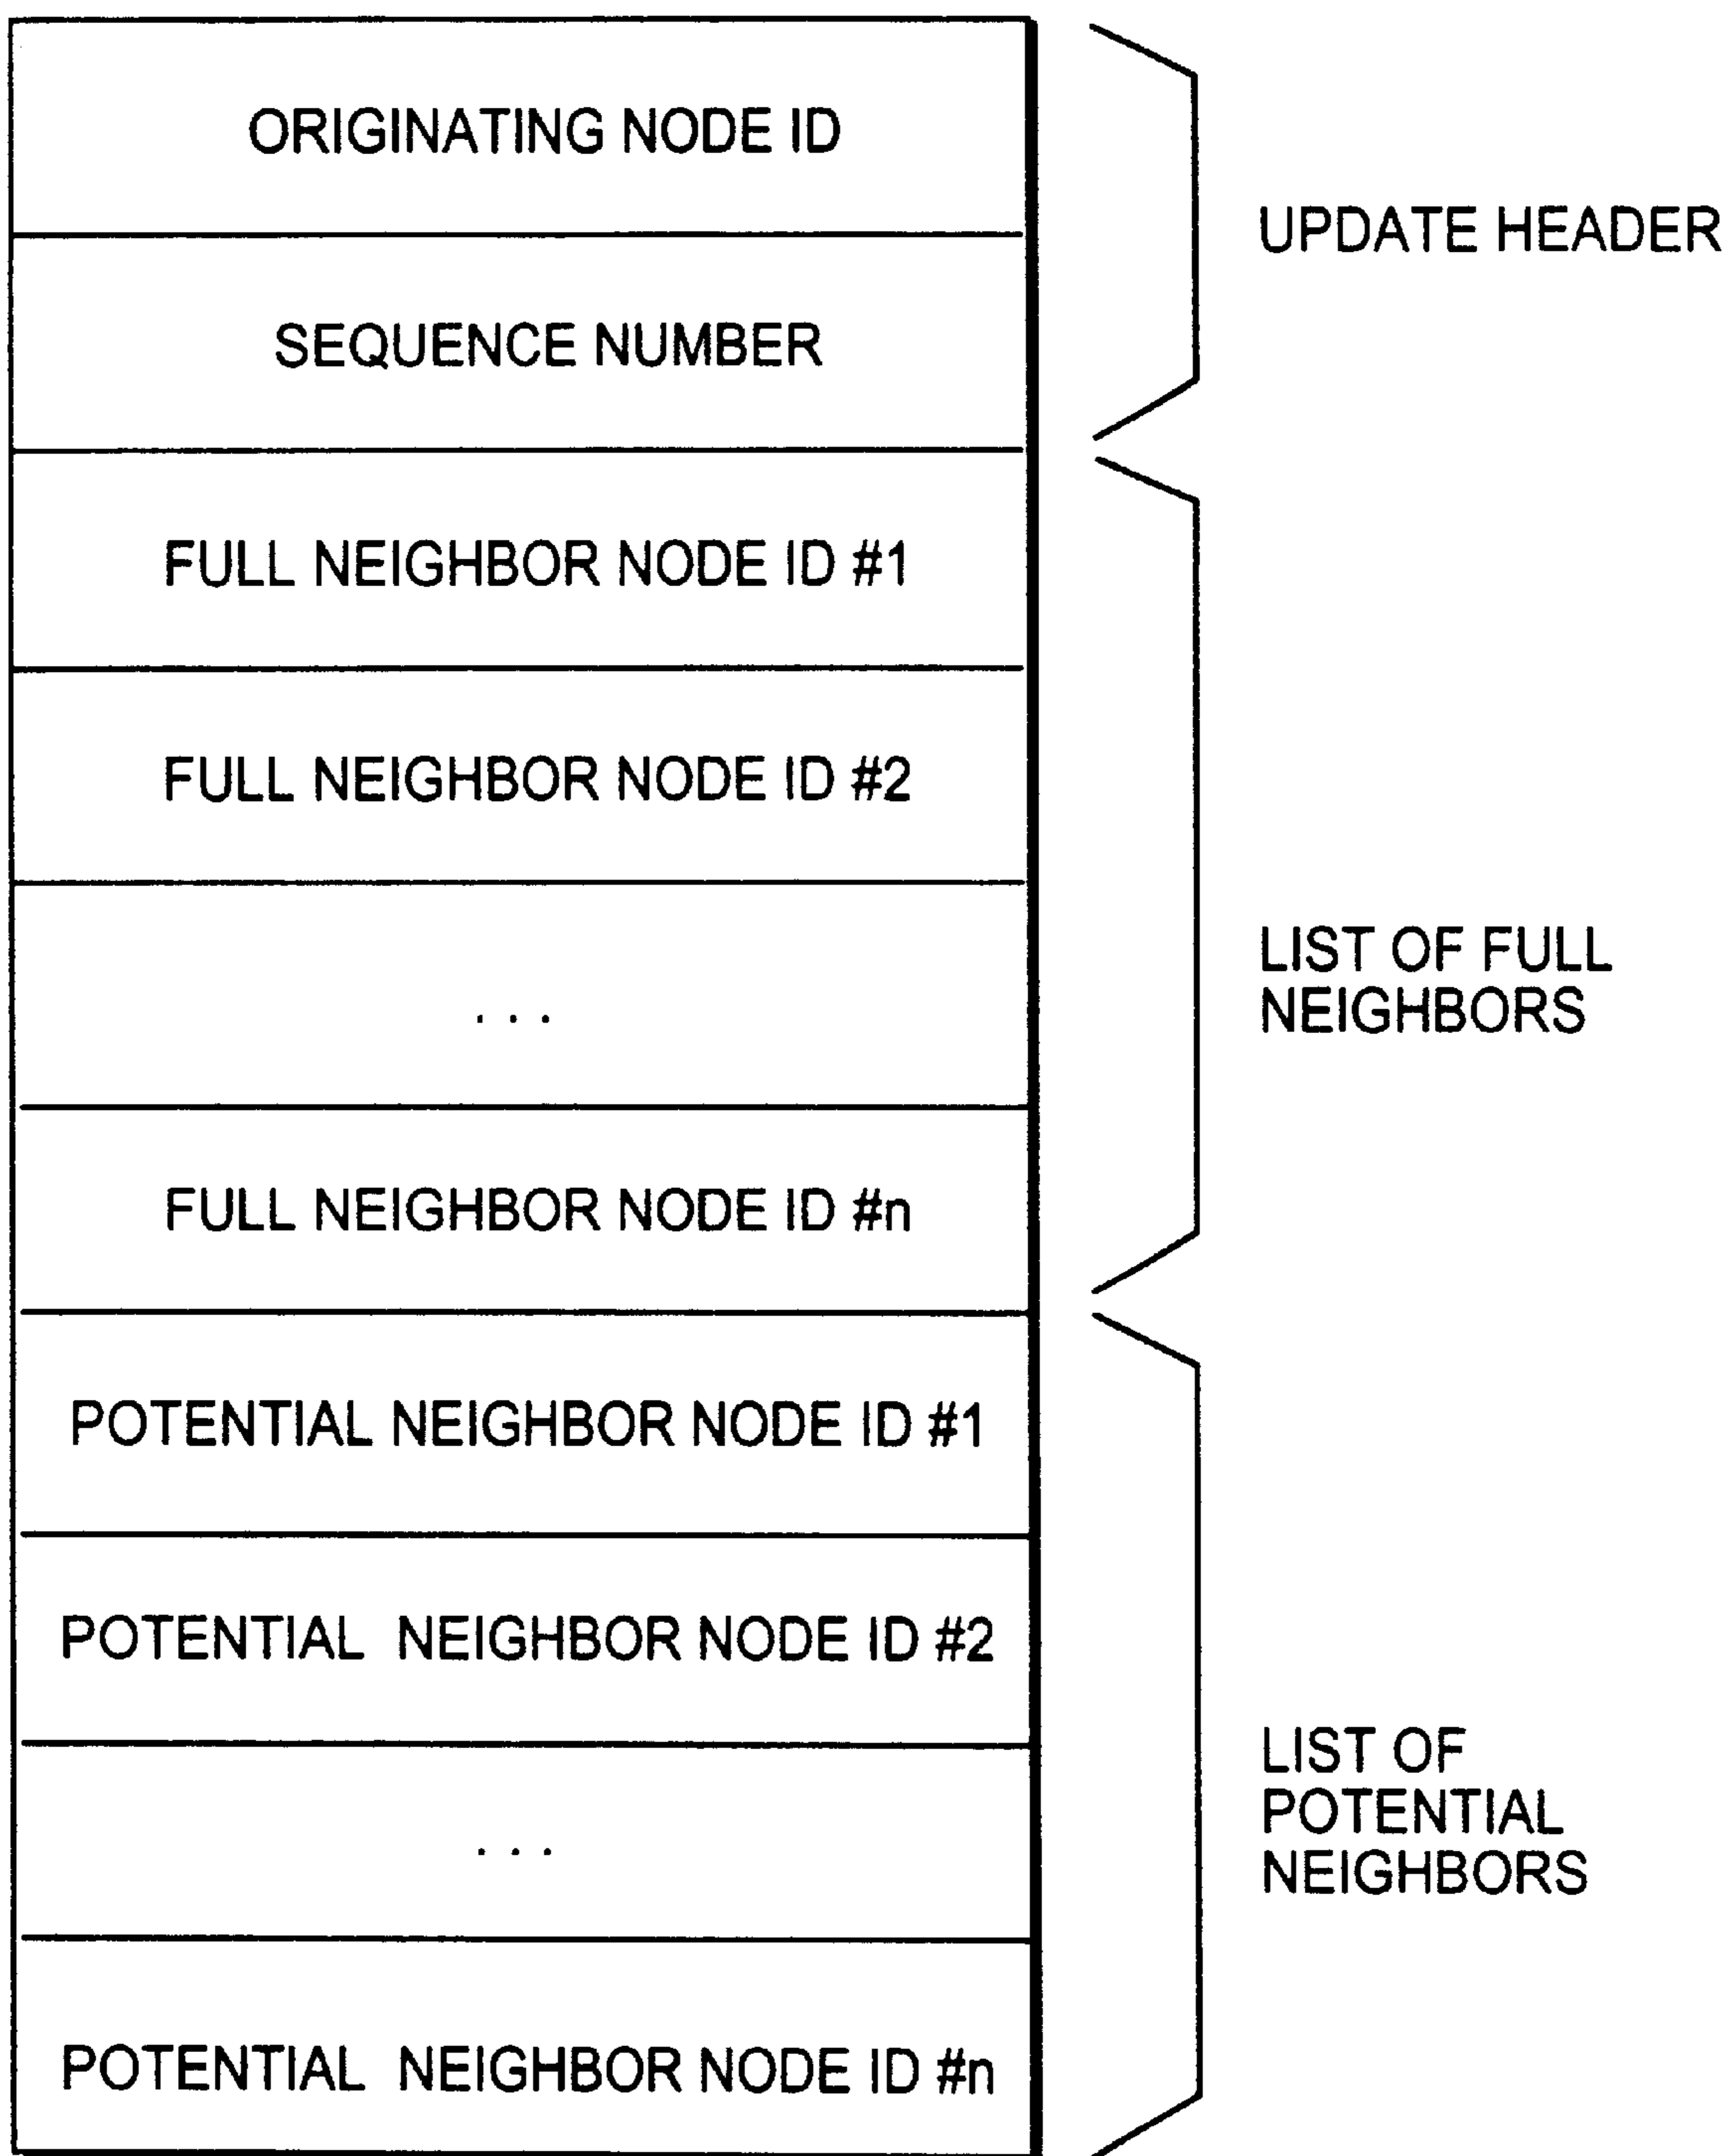 ORIGINATING NODE ID
UPDATE HEADER
SEQUENCE NUMBER
FULL NEIGHBOR NODE ID #1
FULL NEIGHBOR NODE ID #2
LIST OF FULL
NEIGHBORS
. . .
FULL NEIGHBOR NODE ID #n
POTENTIAL NEIGHBOR NODE ID #1
POTENTIAL NEIGHBOR NODE ID #2
LIST OF
POTENTIAL
NEIGHBORS
. . .
POTENTIAL NEIGHBOR NODE ID #n